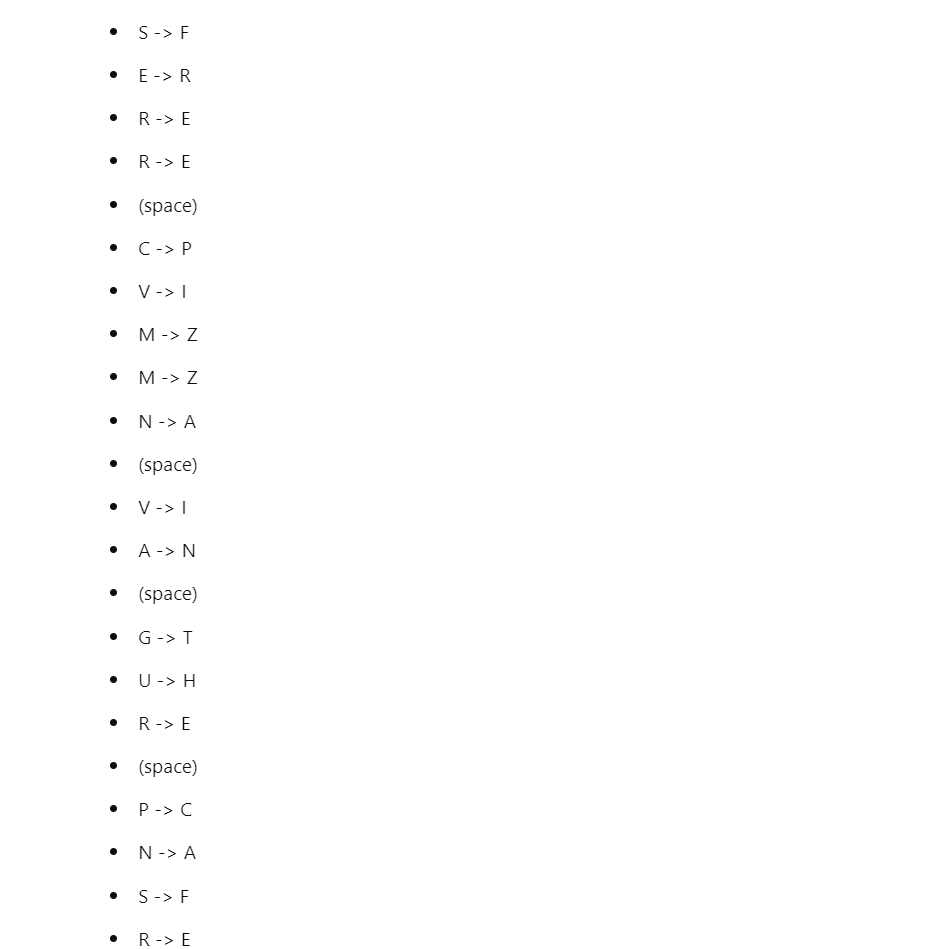 • S -> F
• E -> R
• R -> E
• R -> E
• (space)
• C -> P
• V -> I
• M -> Z
• M -> Z
• N -> A
• (space)
• V -> I
• A -> N
• (space)
• G -> T
• U -> H
• R -> E
• (space)
• P -> C
• N -> A
• S -> F
• R -> E